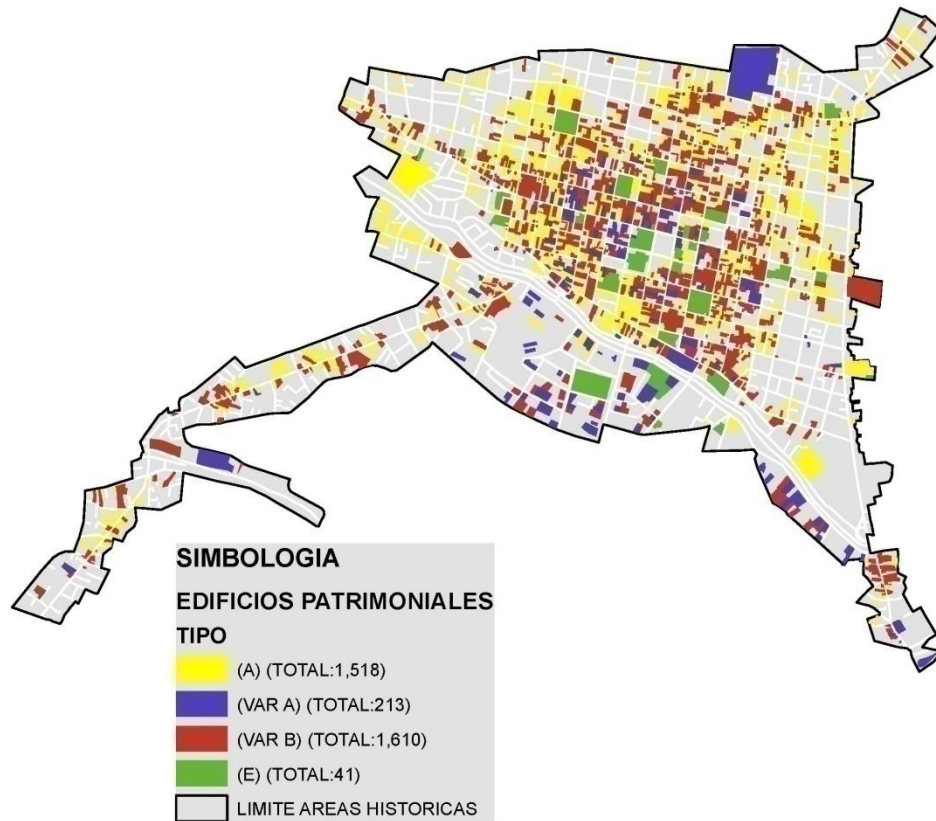 SIMBOLOGIA
EDIFICIOS PATRIMONIALES
TIPO
(A) (TOTAL:1,518)
(VAR A) (TOTAL:213)
(VAR B) (TOTAL:1,610)
(E) (TOTAL:41)
LIMITE AREAS HISTORICAS